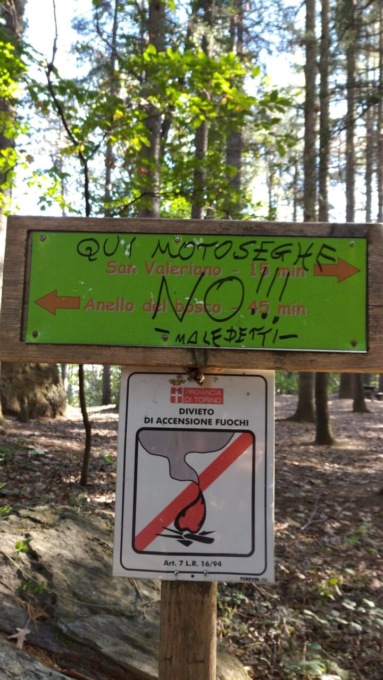 QUI MOTOSEGHE
San Valeriano - 15 min
NO!!!
Anello del bosco - 45 min
- MALEDETTI -
PROVINCIA
DI TORINO
DIVIETO
DI ACCENSIONE FUOCHI
Art. 7 L.R. 16/94